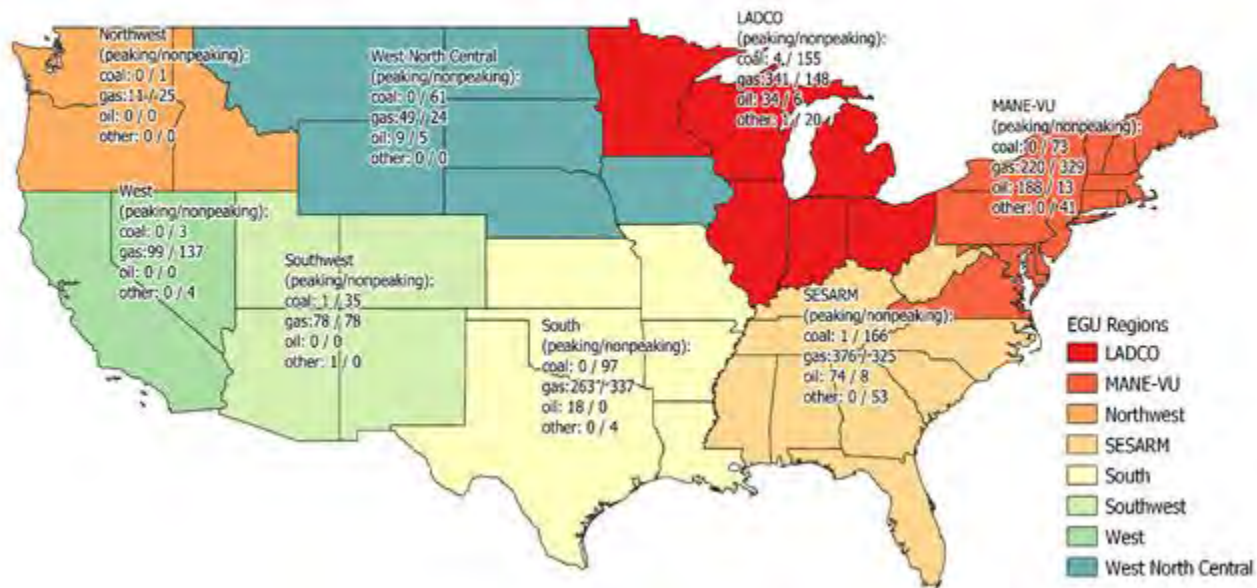 Northwest
(peaking/nonpeaking):
coal: 0 / 1
gas:11 / 25
oil: 0 / 0
other: 0 / 0
West North Central
(peaking/nonpeaking):
coal: 0 / 61
gas:49 / 24
oil: 9 / 5
other: 0 / 0
LADCO
(peaking/nonpeaking):
coal: 4 / 155
gas:341 / 148
oil: 34 / 6
other: 1 / 20
MANE-VU
(peaking/nonpeaking):
coal: 0 / 73
gas:220 / 329
oil: 188 / 13
other: 0 / 41
West
(peaking/nonpeaking):
coal: 0 / 3
gas:99 / 137
oil: 0 / 0
other: 0 / 4
Southwest
(peaking/nonpeaking):
coal: 1 / 35
gas:78 / 78
oil: 0 / 0
other: 1 / 0
South
(peaking/nonpeaking):
coal: 0 / 97
gas:263 / 337
oil: 18 / 0
other: 0 / 4
SESARM
(peaking/nonpeaking):
coal: 1 / 166
gas:376 / 325
oil: 74 / 8
other: 0 / 53
EGU Regions
LADCO
MANE-VU
Northwest
SESARM
South
Southwest
West
West North Central